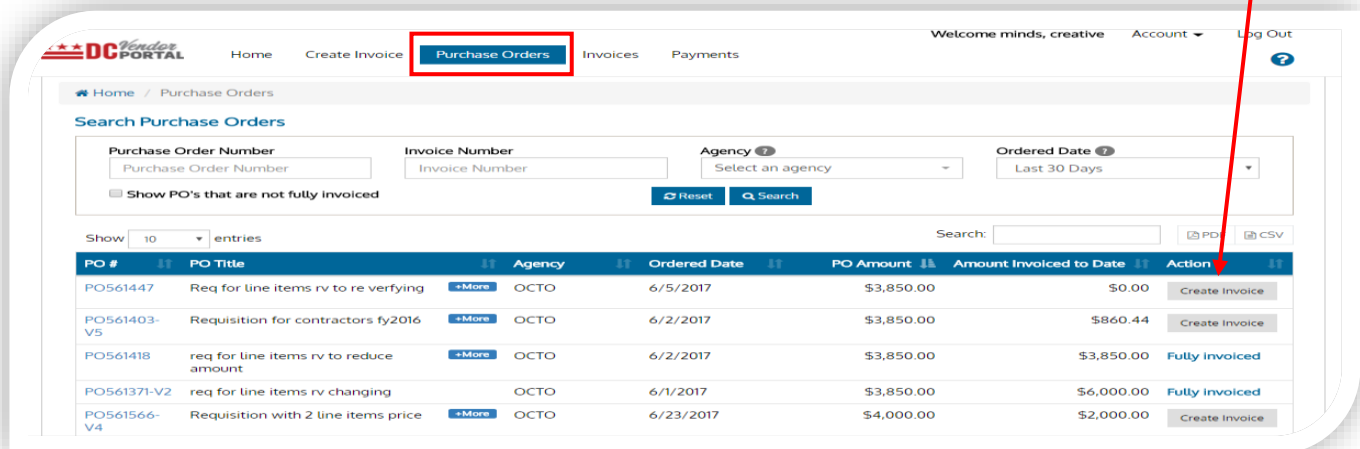 Welcome minds, creative Account Log Out
DC Vendor PORTAL Home Create Invoice Purchase Orders Invoices Payments ?
Home / Purchase Orders
Search Purchase Orders
Purchase Order Number Invoice Number Agency ? Ordered Date ?
Purchase Order Number Invoice Number Select an agency Last 30 Days
Show PO's that are not fully invoiced Reset Search
Show 10 entries Search: PDF CSV
PO # PO Title Agency Ordered Date PO Amount Amount Invoiced to Date Action
PO561447 Req for line items rv to re verfying +More OCTO 6/5/2017 $3,850.00 $0.00 Create Invoice
PO561403- Requisition for contractors fy2016 +More OCTO 6/2/2017 $3,850.00 $860.44 Create Invoice
V5
PO561418 req for line items rv to reduce +More OCTO 6/2/2017 $3,850.00 $3,850.00 Fully invoiced
amount
PO561371-V2 req for line items rv changing OCTO 6/1/2017 $3,850.00 $6,000.00 Fully invoiced
PO561566- Requisition with 2 line items price +More OCTO 6/23/2017 $4,000.00 $2,000.00 Create Invoice
V4